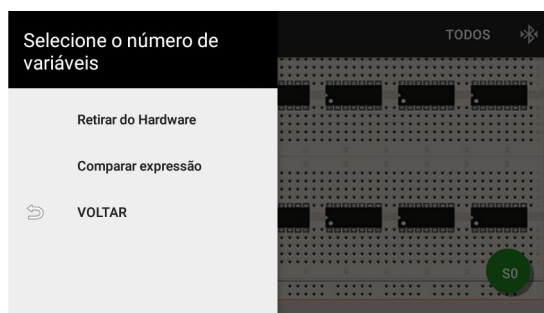 Selecione o número de
variáveis
TODOS
Retirar do Hardware
Comparar expressão
VOLTAR
S0